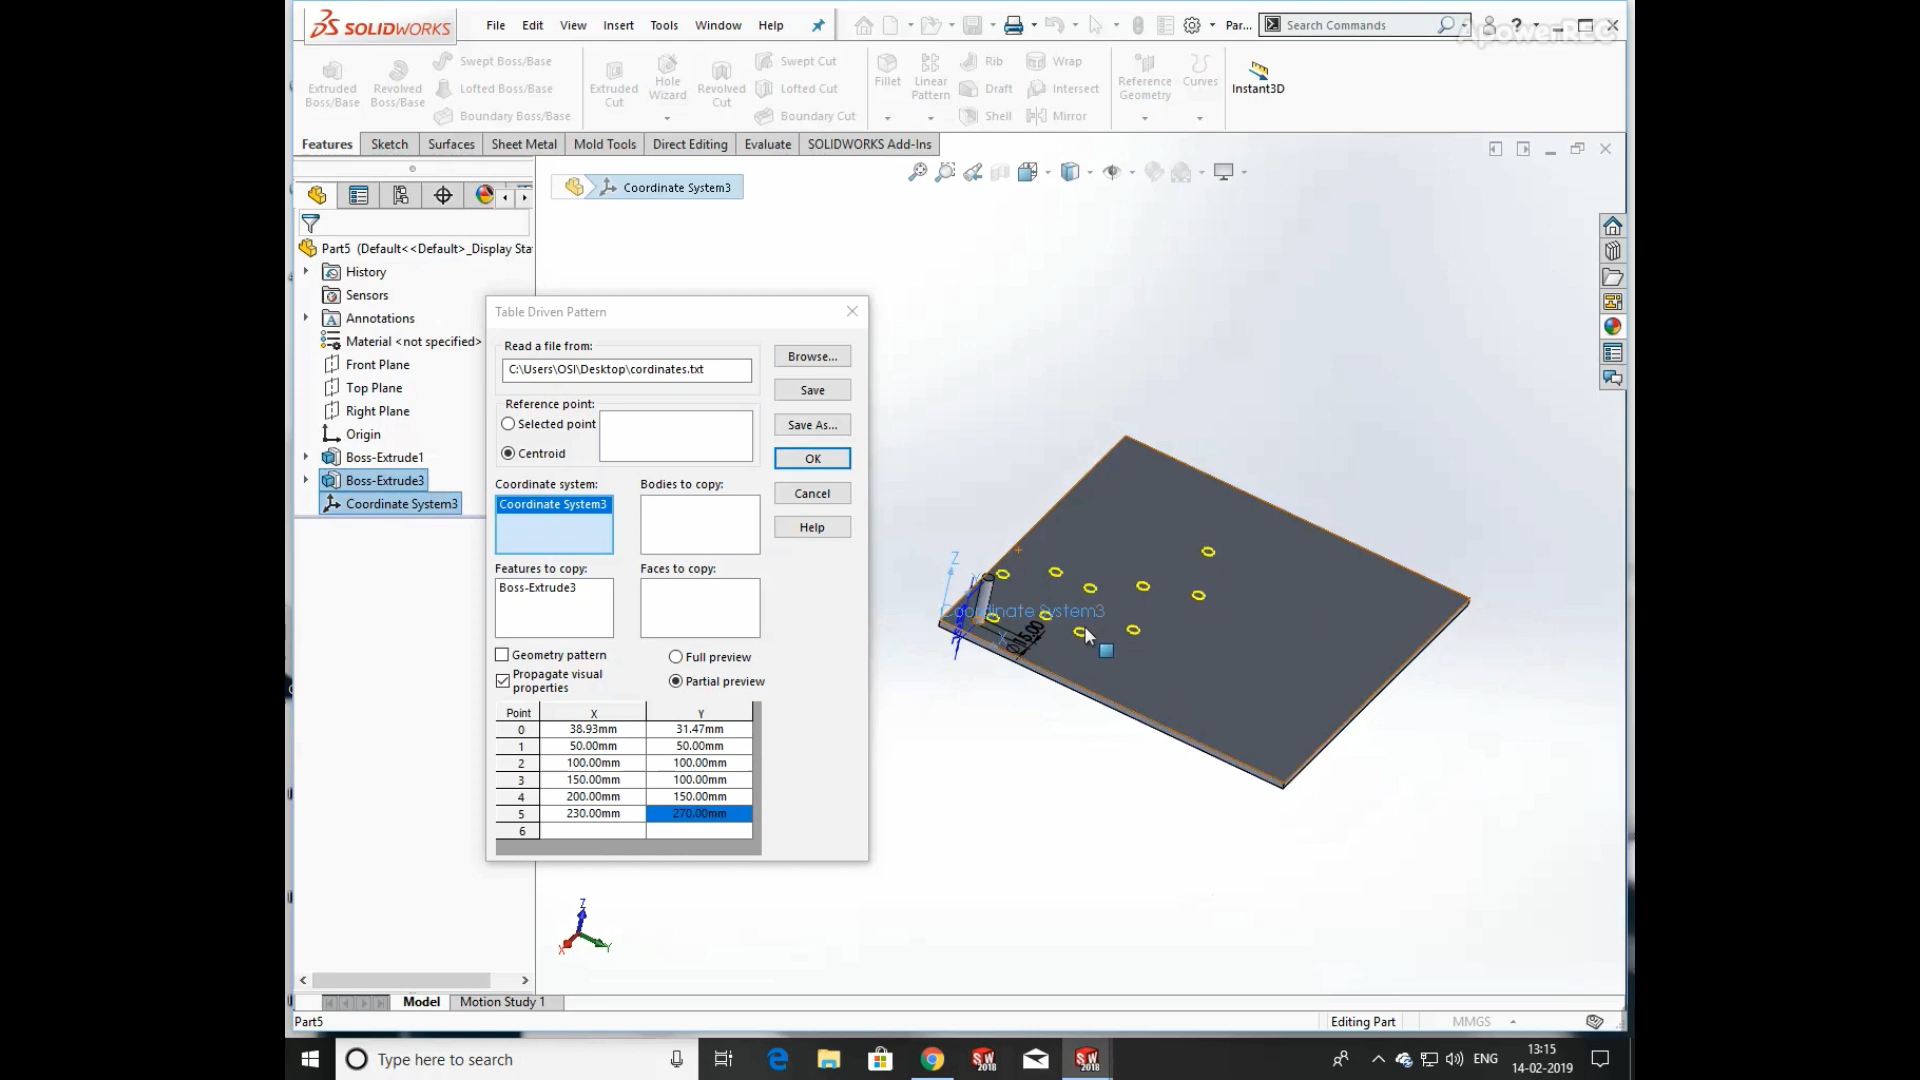 SOLIDWORKS File Edit View Insert Tools Window Help Par... Search Commands ?
ApowerREC
Extruded Boss/Base
Revolved Boss/Base
Swept Boss/Base
Lofted Boss/Base
Boundary Boss/Base
Extruded Cut
Hole Wizard
Revolved Cut
Swept Cut
Lofted Cut
Boundary Cut
Fillet
Linear Pattern
Rib
Draft
Shell
Wrap
Intersect
Mirror
Reference Geometry
Curves
Instant3D
Features Sketch Surfaces Sheet Metal Mold Tools Direct Editing Evaluate SOLIDWORKS Add-Ins
Coordinate System3
Part5 (Default<<Default>_Display Sta
History
Sensors
Annotations
Material <not specified>
Front Plane
Top Plane
Right Plane
Origin
Boss-Extrude1
Boss-Extrude3
Coordinate System3
Table Driven Pattern
Read a file from:
C:\Users\OSI\Desktop\cordinates.txt
Browse...
Save
Reference point:
Selected point
Save As...
Centroid
OK
Coordinate system:
Bodies to copy:
Cancel
Coordinate System3
Help
Features to copy:
Faces to copy:
Boss-Extrude3
Geometry pattern
Full preview
Propagate visual
properties
Partial preview
Point X Y
0 38.93mm 31.47mm
1 50.00mm 50.00mm
2 100.00mm 100.00mm
3 150.00mm 100.00mm
4 200.00mm 150.00mm
5 230.00mm 270.00mm
6
Z
Coordinate System3
X
Ø15.00
Z
X
Y
Model Motion Study 1
Part5 Editing Part MMGS
Type here to search
SW 2018
SW 2018
ENG
13:15
14-02-2019